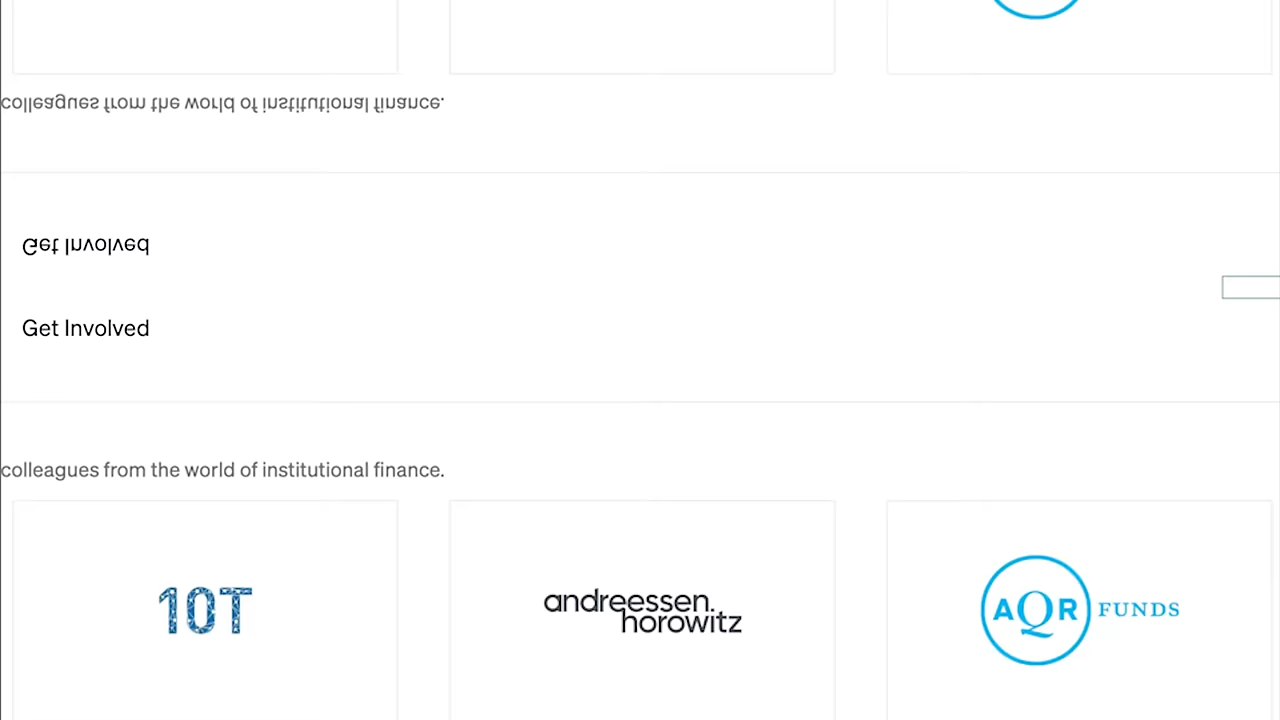 colleagues from the world of institutional finance.
Get Involved
Get Involved
colleagues from the world of institutional finance.
10T
andreessen.
horowitz
AQR FUNDS